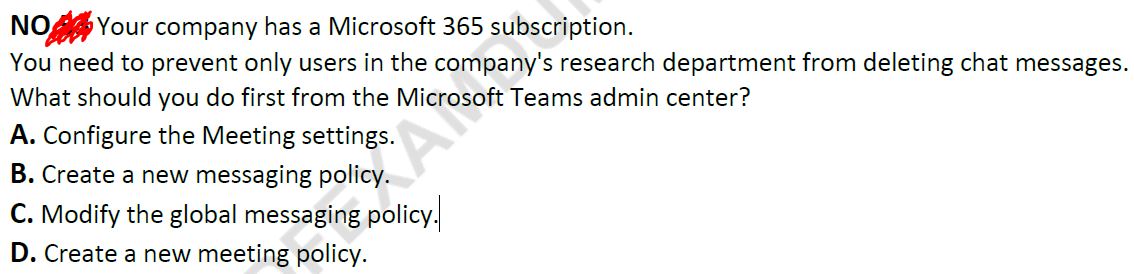 NO Your company has a Microsoft 365 subscription.
You need to prevent only users in the company's research department from deleting chat messages.
What should you do first from the Microsoft Teams admin center?
A. Configure the Meeting settings.
B. Create a new messaging policy.
C. Modify the global messaging policy.
D. Create a new meeting policy.